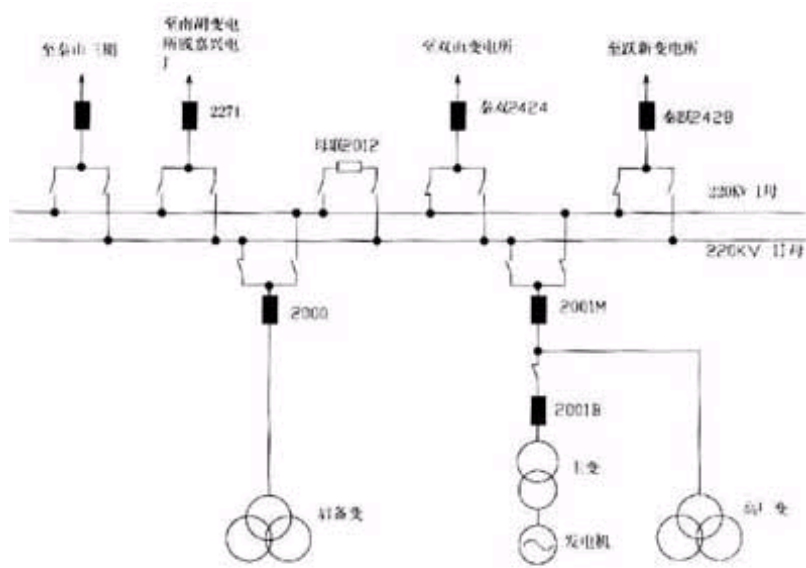 至南湖变电
所或嘉兴电
厂
至秦山三期
至双山变电所
至跃新变电所
2271
秦双2424
秦跃2428
母联2012
220KV I母
220KV II母
2000
2001M
2001B
主变
启备变
发电机
高厂变